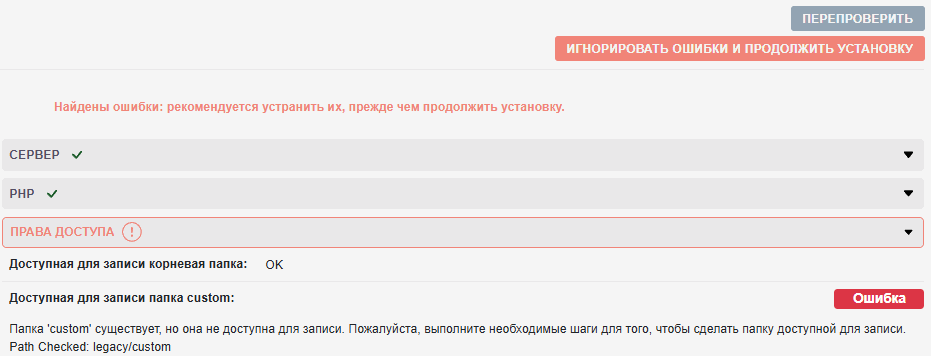 ПЕРЕПРОВЕРИТЬ
ИГНОРИРОВАТЬ ОШИБКИ И ПРОДОЛЖИТЬ УСТАНОВКУ
Найдены ошибки: рекомендуется устранить их, прежде чем продолжить установку.
СЕРВЕР
PHP
ПРАВА ДОСТУПА
Доступная для записи корневая папка: OK
Доступная для записи папка custom: Ошибка
Папка 'custom' существует, но она не доступна для записи. Пожалуйста, выполните необходимые шаги для того, чтобы сделать папку доступной для записи.
Path Checked: legacy/custom